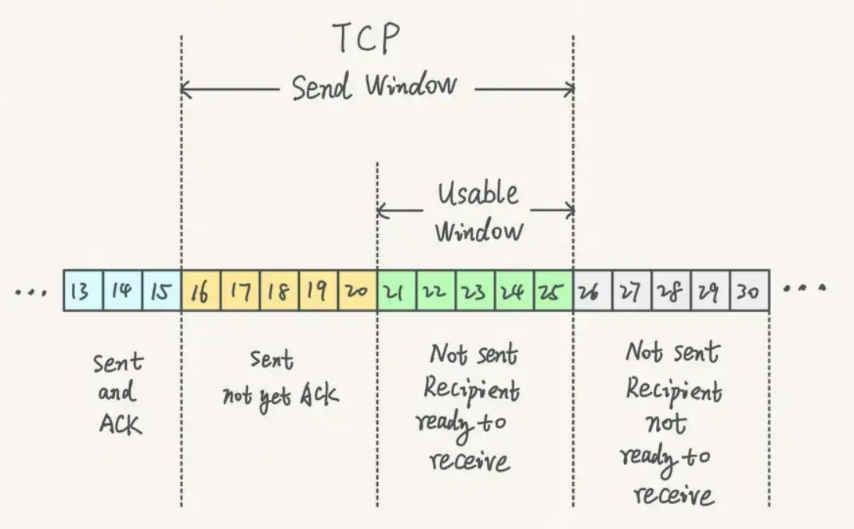 TCP
Send Window
Usable
Window
... 13 14 15 16 17 18 19 20 21 22 23 24 25 26 27 28 29 30 ...
Sent
and
ACK
Sent
not yet ACK
Not sent
Recipient
ready to
receive
Not sent
Recipient
not
ready to
receive